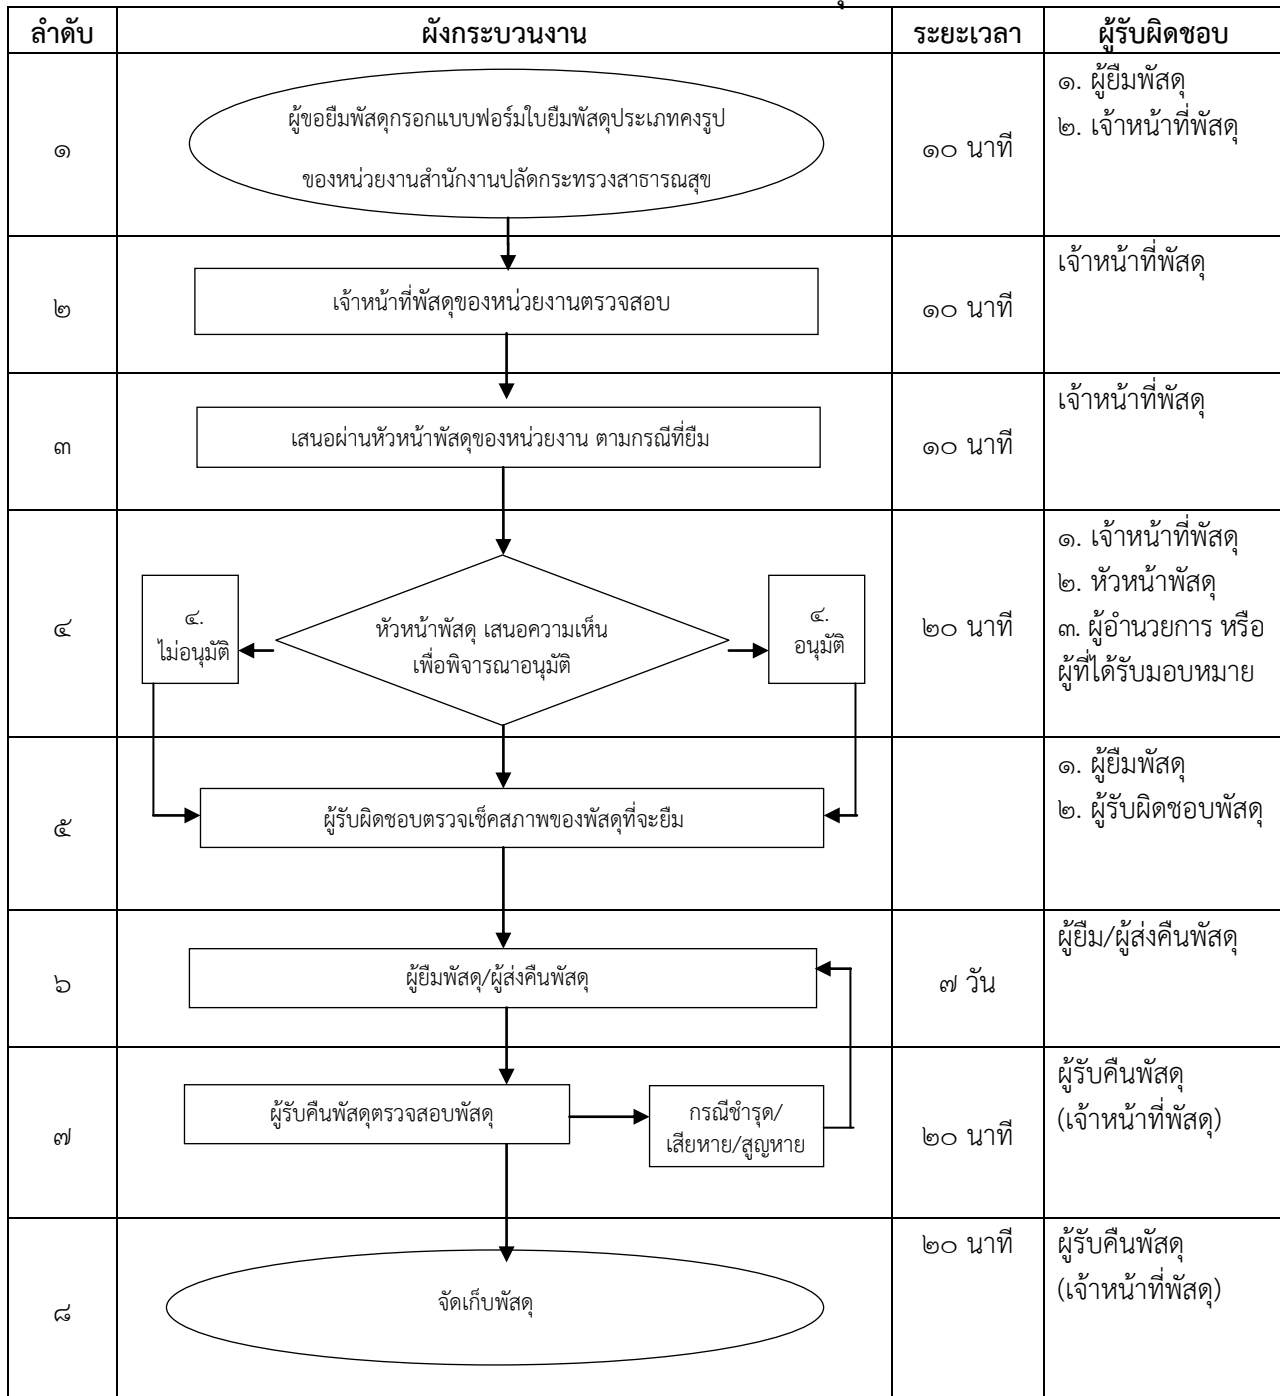 ลำดับ ผังกระบวนงาน ระยะเวลา ผู้รับผิดชอบ
๑
ผู้ขอยืมพัสดุกรอกแบบฟอร์มใบยืมพัสดุประเภทคงรูป
ของหน่วยงานสำนักงานปลัดกระทรวงสาธารณสุข
๑๐ นาที
๑. ผู้ยืมพัสดุ
๒. เจ้าหน้าที่พัสดุ
๒
เจ้าหน้าที่พัสดุของหน่วยงานตรวจสอบ
๑๐ นาที
เจ้าหน้าที่พัสดุ
๓
เสนอผ่านหัวหน้าพัสดุของหน่วยงาน ตามกรณีที่ยืม
๑๐ นาที
เจ้าหน้าที่พัสดุ
๔
๔.
ไม่อนุมัติ
หัวหน้าพัสดุ เสนอความเห็น
เพื่อพิจารณาอนุมัติ
๔.
อนุมัติ
๒๐ นาที
๑. เจ้าหน้าที่พัสดุ
๒. หัวหน้าพัสดุ
๓. ผู้อำนวยการ หรือ
ผู้ที่ได้รับมอบหมาย
๕
ผู้รับผิดชอบตรวจเช็คสภาพของพัสดุที่จะยืม
๑. ผู้ยืมพัสดุ
๒. ผู้รับผิดชอบพัสดุ
๖
ผู้ยืมพัสดุ/ผู้ส่งคืนพัสดุ
๗ วัน
ผู้ยืม/ผู้ส่งคืนพัสดุ
๗
ผู้รับคืนพัสดุตรวจสอบพัสดุ
กรณีชำรุด/
เสียหาย/สูญหาย
๒๐ นาที
ผู้รับคืนพัสดุ
(เจ้าหน้าที่พัสดุ)
๘
จัดเก็บพัสดุ
๒๐ นาที
ผู้รับคืนพัสดุ
(เจ้าหน้าที่พัสดุ)